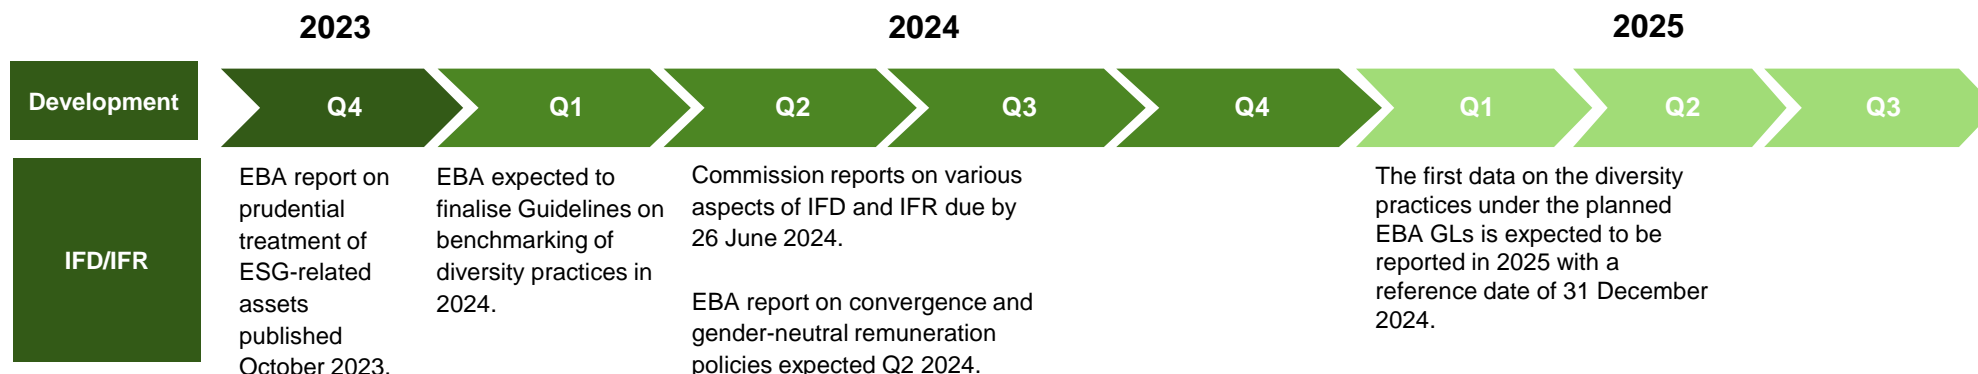 2023
2024
2025
Development
Q4
Q1
Q2
Q3
Q4
Q1
Q2
Q3
IFD/IFR
EBA report on
prudential
treatment of
ESG-related
assets
published
October 2023.
EBA expected to
finalise Guidelines on
benchmarking of
diversity practices in
2024.
Commission reports on various
aspects of IFD and IFR due by
26 June 2024.
EBA report on convergence and
gender-neutral remuneration
policies expected Q2 2024.
The first data on the diversity
practices under the planned
EBA GLs is expected to be
reported in 2025 with a
reference date of 31 December
2024.